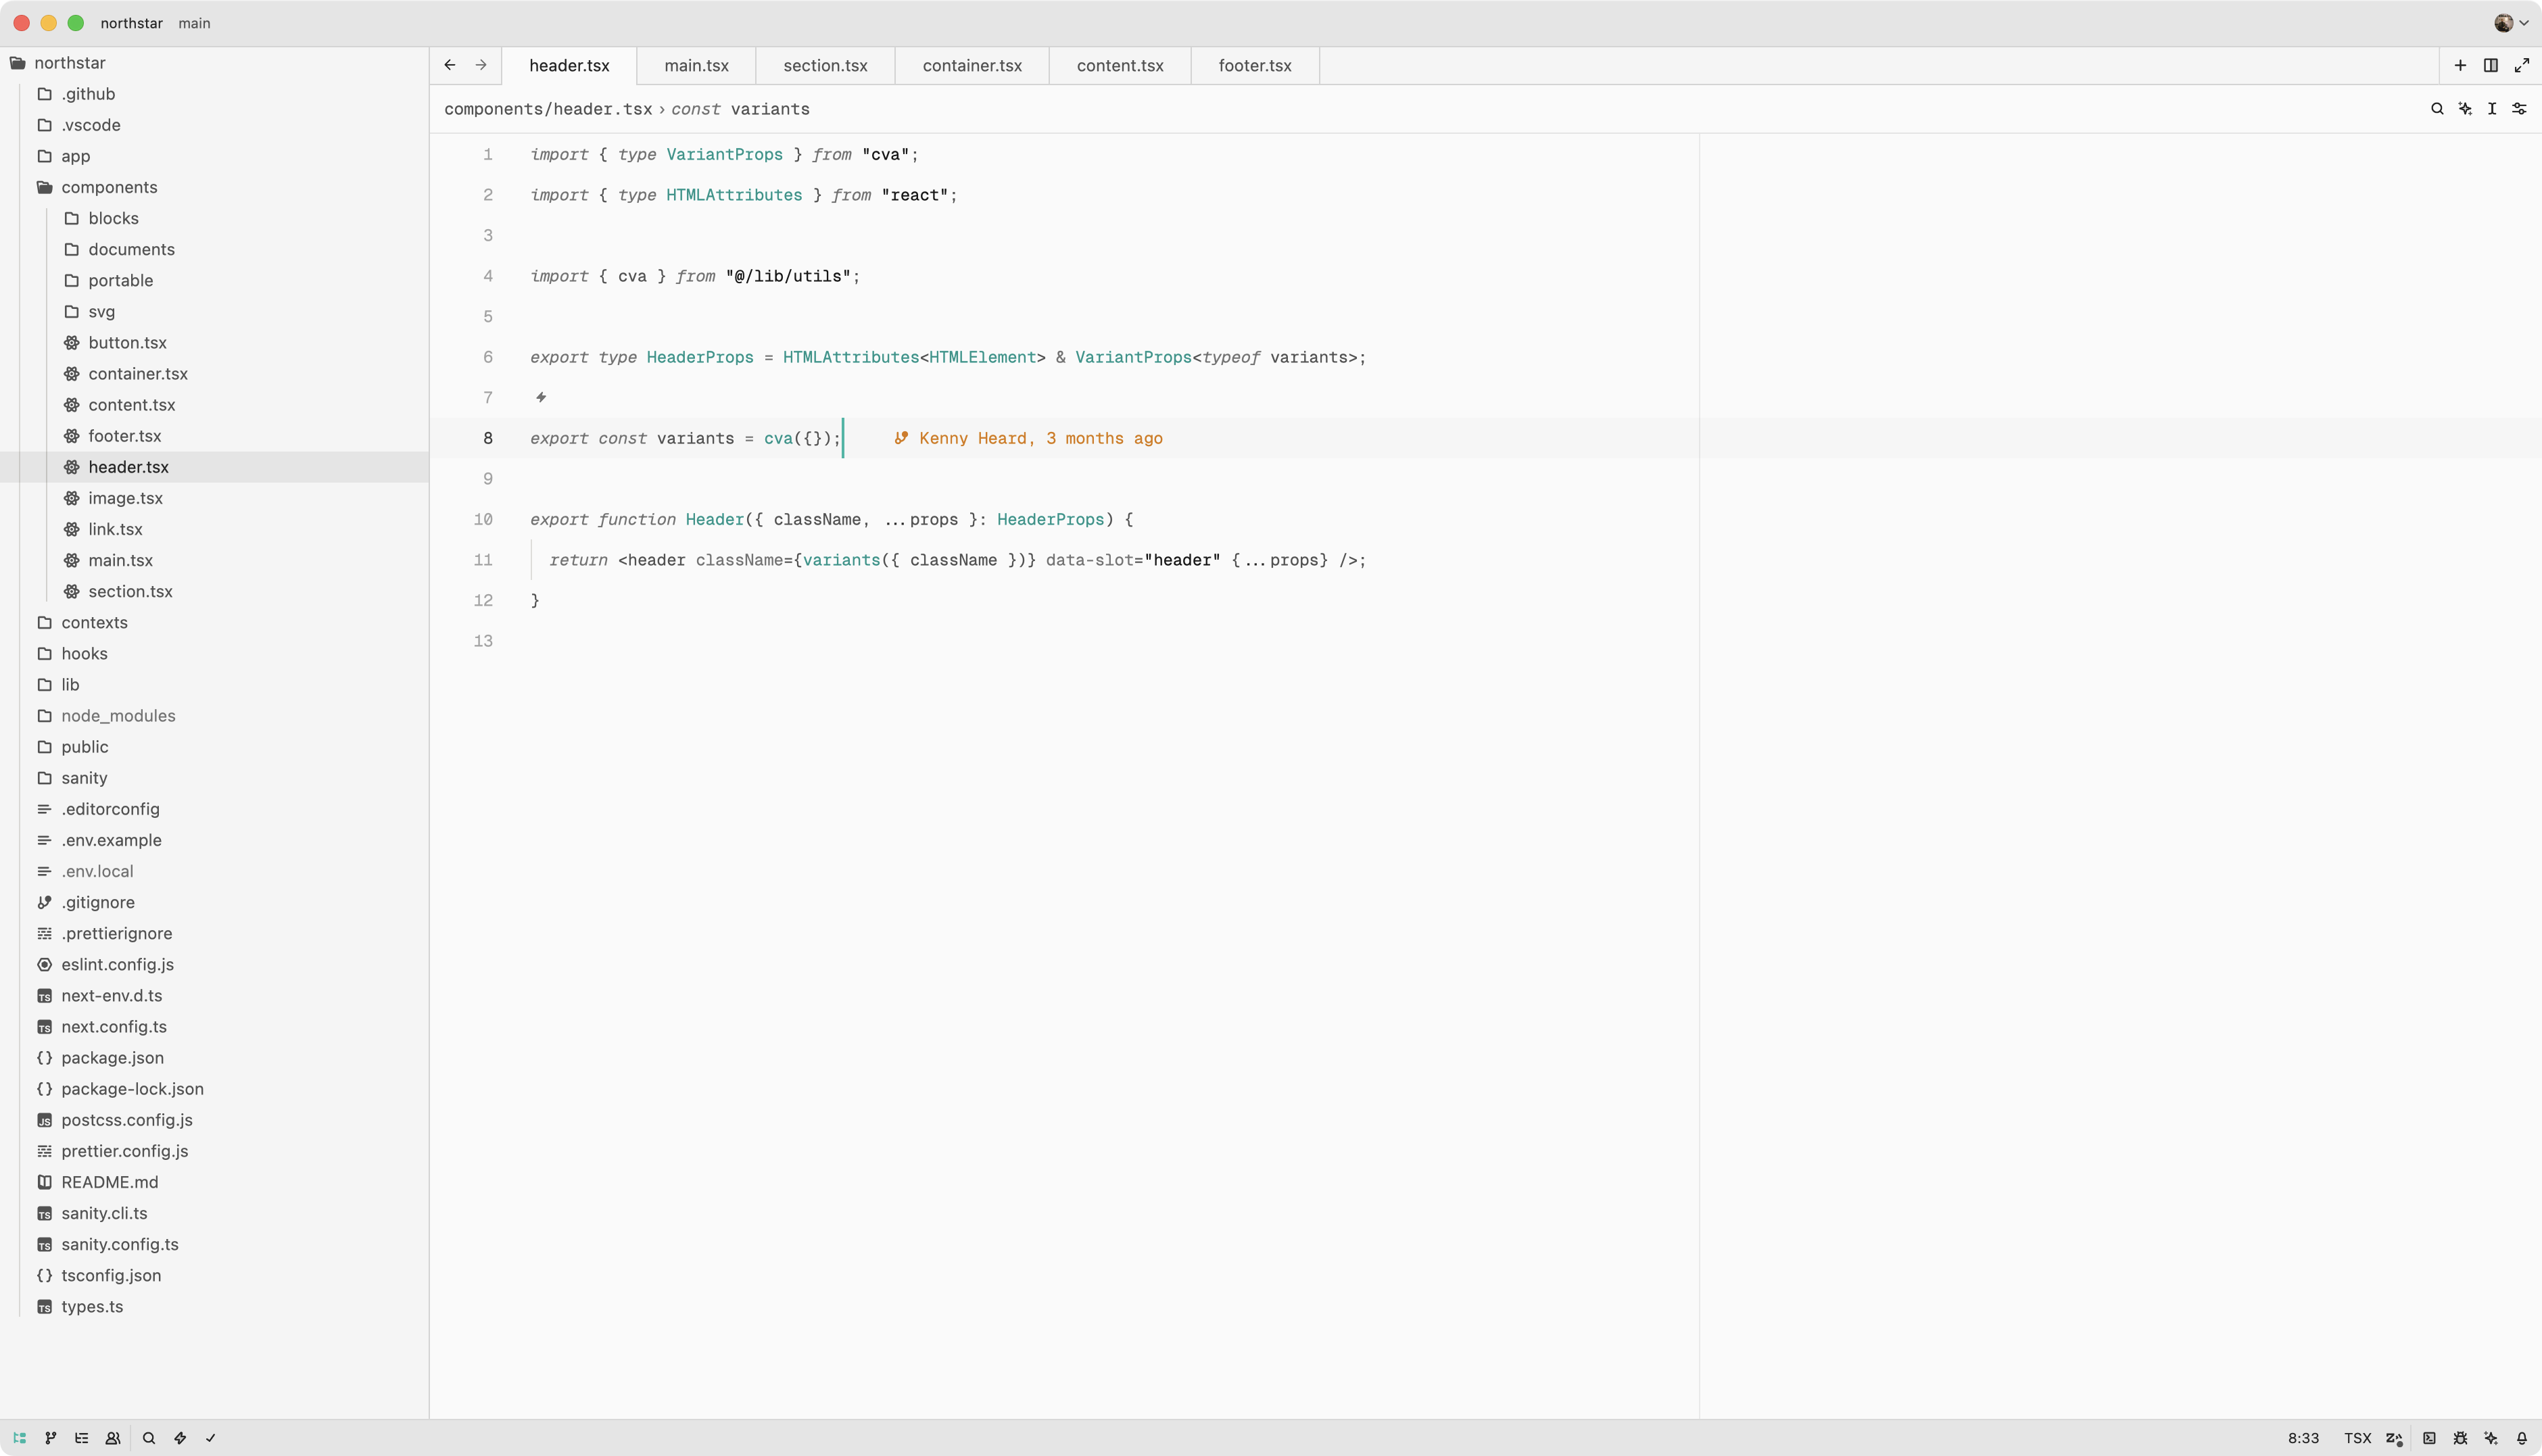 northstar main
northstar
.github
.vscode
app
components
blocks
documents
portable
svg
button.tsx
container.tsx
content.tsx
footer.tsx
header.tsx
image.tsx
link.tsx
main.tsx
section.tsx
contexts
hooks
lib
node_modules
public
sanity
.editorconfig
.env.example
.env.local
.gitignore
.prettierignore
eslint.config.js
TS next-env.d.ts
TS next.config.ts
{} package.json
{} package-lock.json
JS postcss.config.js
prettier.config.js
README.md
TS sanity.cli.ts
TS sanity.config.ts
{} tsconfig.json
TS types.ts
header.tsx main.tsx section.tsx container.tsx content.tsx footer.tsx
components/header.tsx › const variants
1 import { type VariantProps } from "cva";
2 import { type HTMLAttributes } from "react";
3
4 import { cva } from "@/lib/utils";
5
6 export type HeaderProps = HTMLAttributes<HTMLElement> & VariantProps<typeof variants>;
7
8 export const variants = cva({}); Kenny Heard, 3 months ago
9
10 export function Header({ className, ...props }: HeaderProps) {
11 return <header className={variants({ className })} data-slot="header" {...props} />;
12 }
13
8:33 TSX